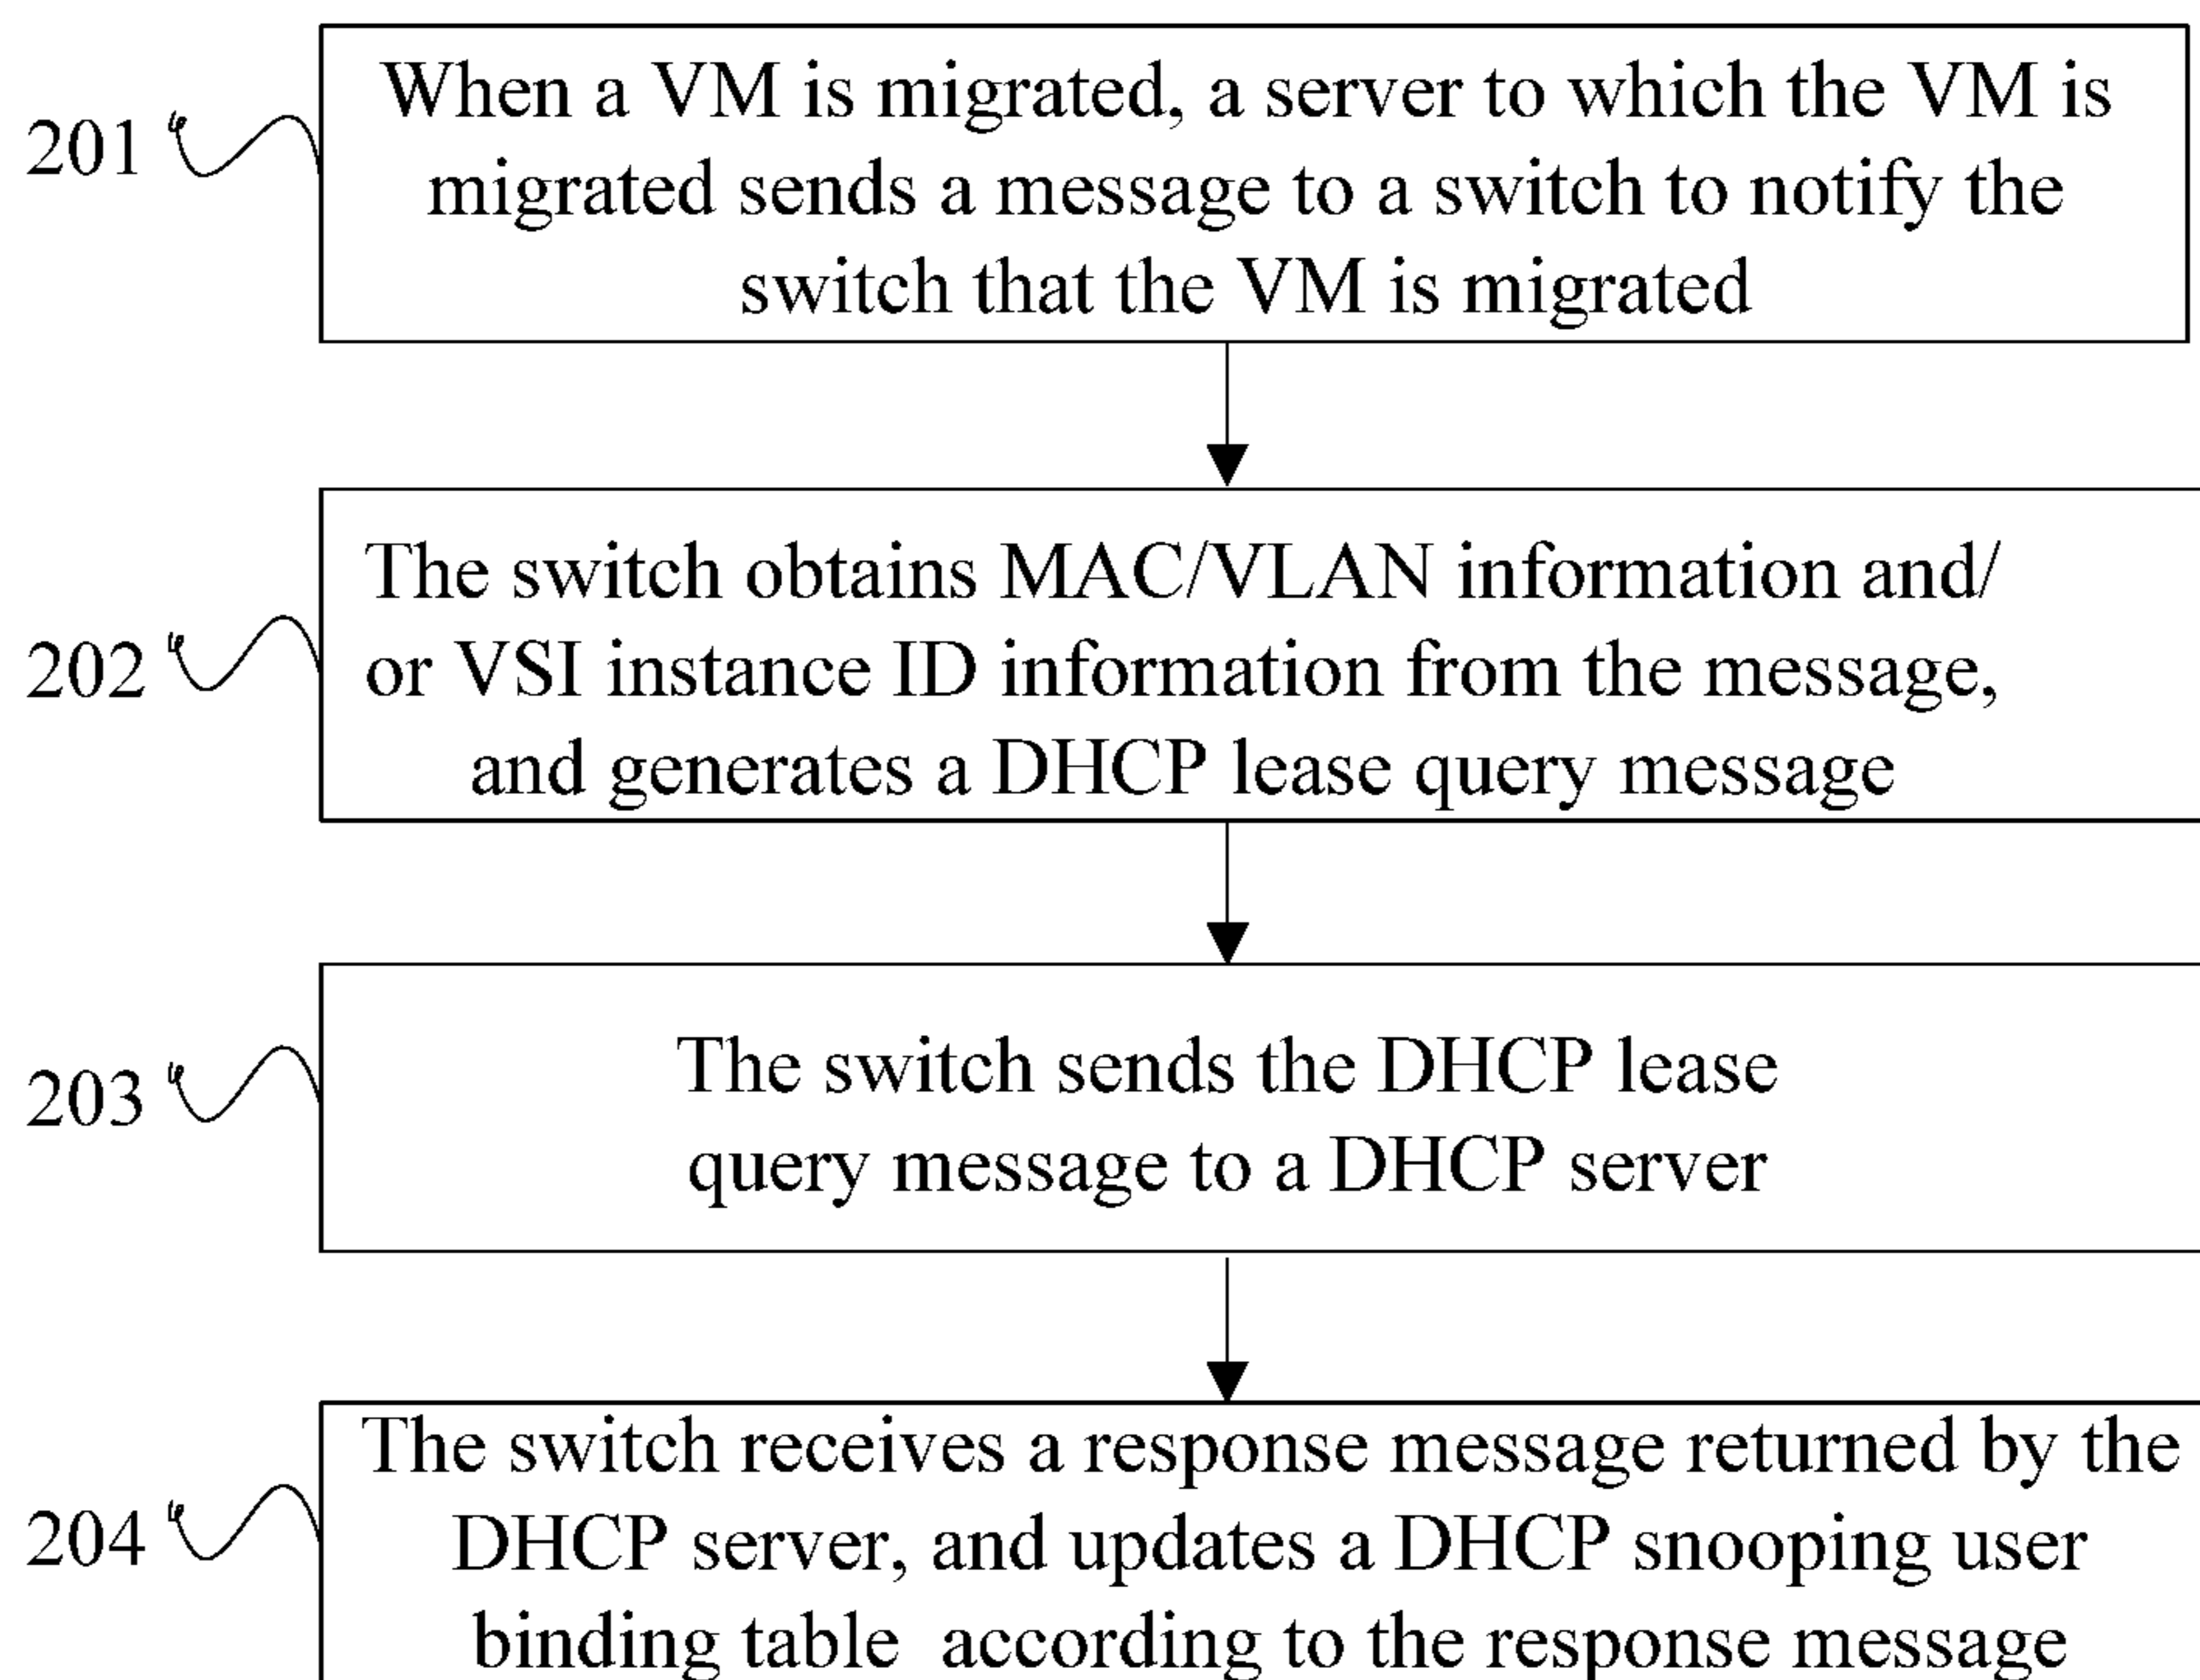 201
When a VM is migrated, a server to which the VM is
migrated sends a message to a switch to notify the
switch that the VM is migrated
202
The switch obtains MAC/VLAN information and/
or VSI instance ID information from the message,
and generates a DHCP lease query message
203
The switch sends the DHCP lease
query message to a DHCP server
204
The switch receives a response message returned by the
DHCP server, and updates a DHCP snooping user
binding table according to the response message